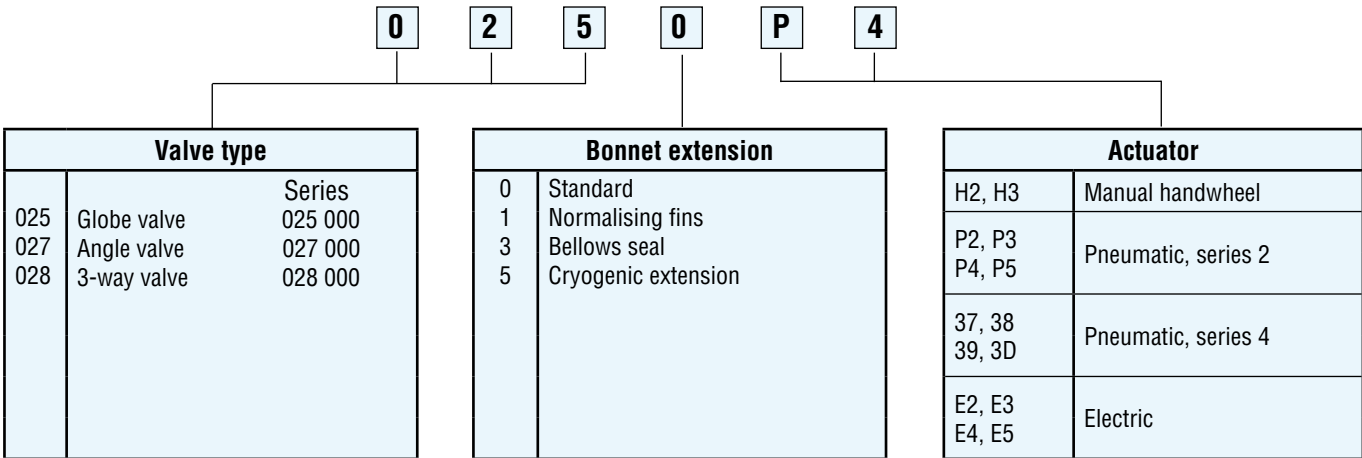 0 2 5 0 P 4
Valve type
Series
025 Globe valve 025 000
027 Angle valve 027 000
028 3-way valve 028 000
Bonnet extension
0 Standard
1 Normalising fins
3 Bellows seal
5 Cryogenic extension
Actuator
H2, H3 Manual handwheel
P2, P3
P4, P5
Pneumatic, series 2
37, 38
39, 3D
Pneumatic, series 4
E2, E3
E4, E5
Electric